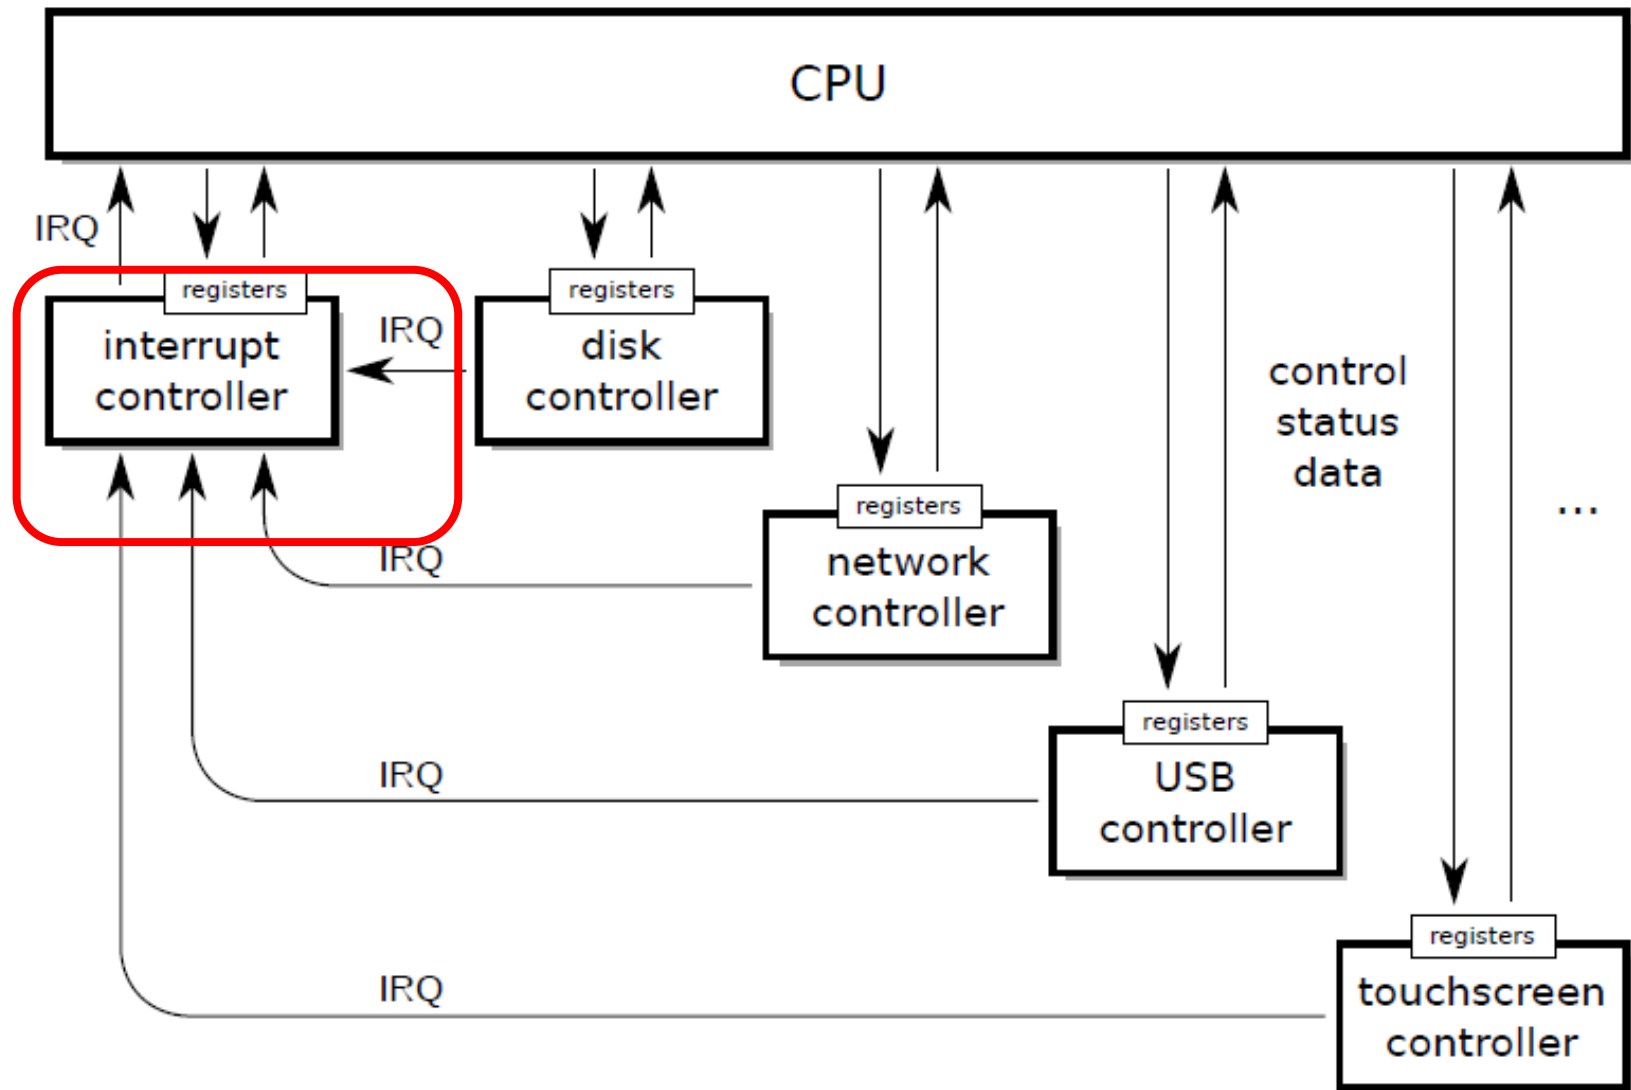 CPU
IRQ
registers
interrupt
controller
IRQ
registers
disk
controller
control
status
data
...
registers
network
controller
IRQ
registers
USB
controller
IRQ
registers
touchscreen
controller
IRQ